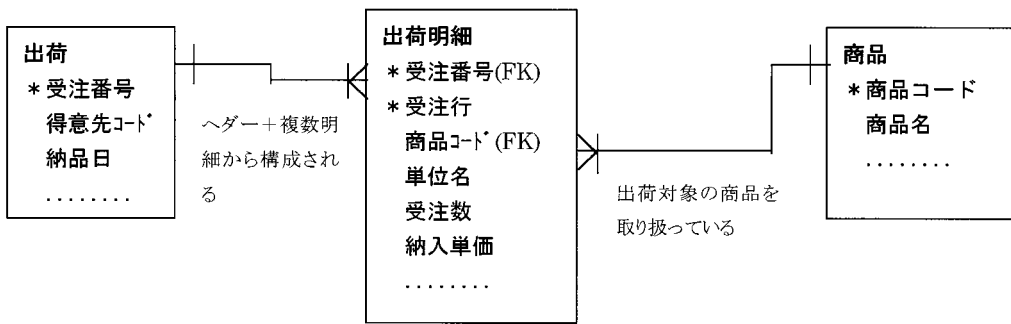 出荷
*受注番号
得意先ｺｰﾄﾞ
納品日
........
ヘダー＋複数明
細から構成され
る
出荷明細
*受注番号(FK)
*受注行
商品ｺｰﾄﾞ(FK)
単位名
受注数
納入単価
........
出荷対象の商品を
取り扱っている
商品
*商品コード
商品名
........